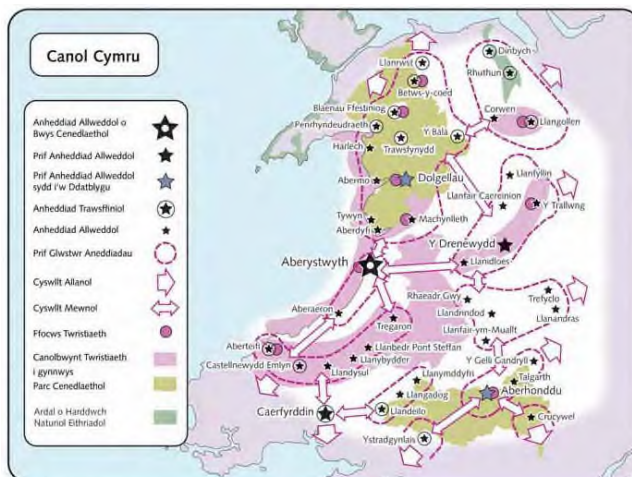 Canol Cymru
Anheddiad Allweddol o
Bwys Cenedlaethol
Prif Anheddiad Allweddol
Prif Anheddiad Allweddol
sydd i'w Ddatblygu
Anheddiad Trawsffiniol
Anheddiad Allweddol
Prif Glwstwr Aneddiadau
Cyswllt Allanol
Cyswllt Mewnol
Ffocws Twristiaeth
Canolbwynt Twristiaeth
i gynnwys
Parc Cenedlaethol
Ardal o Harddwch
Naturiol Eithriadol
Dinbych
Llanrwst
Rhuthun
Betws-y-coed
Blaenau Ffestiniog
Corwen
Penrhyndeudraeth
Llangollen
Y Bala
Trawsfynydd
Harlech
Llanfyllin
Abermo
Dolgellau
Llanfair Caereinion
Y Trallwng
Tywyn
Machynlleth
Aberdyfi
Y Drenewydd
Aberystwyth
Llanidloes
Rhaeadr Gwy
Trefyclo
Aberaeron
Llandrindod
Llanandras
Tregaron
Llanfair-ym-Muallt
Aberteifi
Llanbedr Pont Steffan
Castellnewydd Emlyn
Llanybydder
Y Gelli Gandryll
Llandysul
Llanymddyfri
Talgarth
Llangadog
Aberhonddu
Caerfyrddin
Llandeilo
Crucywel
Ystradgynlais